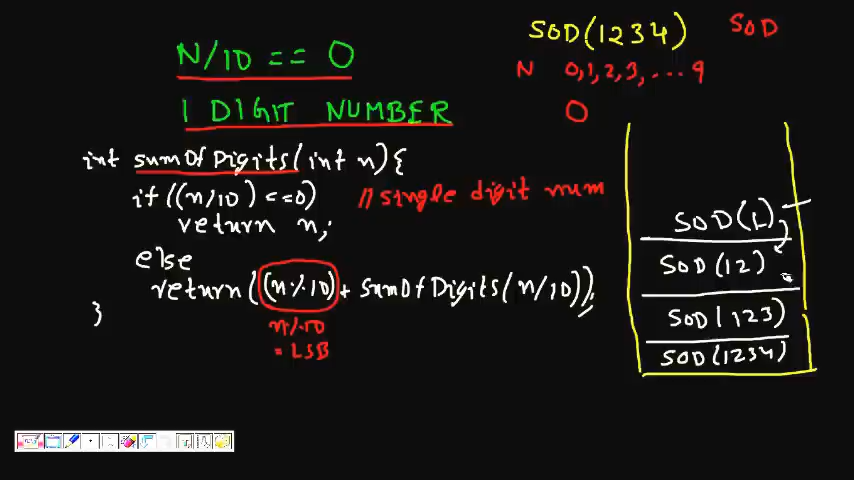 N/10 == 0
1 DIGIT NUMBER
SOD(1234) SOD
N 0,1,2,3,...9
0
int sumOfDigits(int n){
if((n/10) ==0) //single digit num
return n;
else
return((n%10)+ sumOfDigits(n/10));
}
n%10
= LSB
SOD(1)
SOD(12)
SOD(123)
SOD(1234)